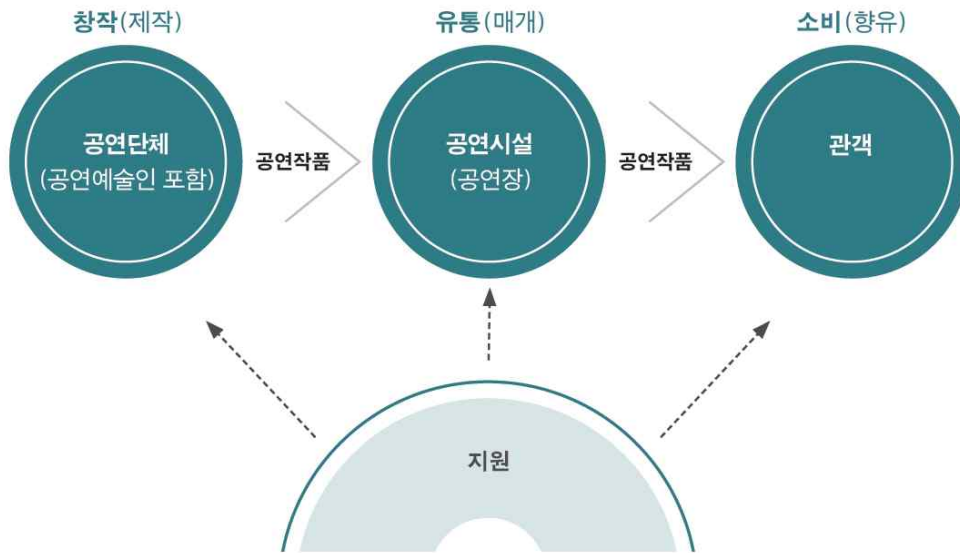 창작(제작)
유통(매개)
소비(향유)
공연단체
(공연예술인 포함)
공연작품
공연시설
(공연장)
공연작품
관객
지원